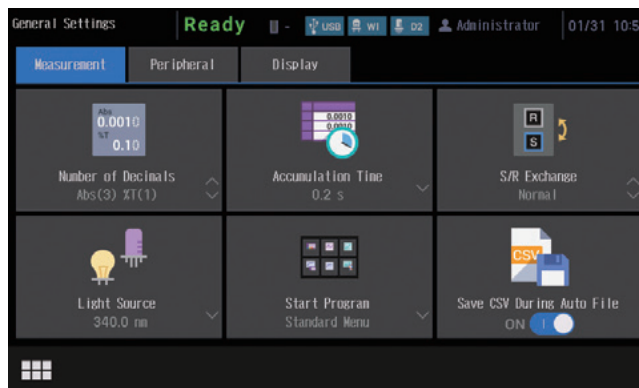 General Settings
Ready
-
USB
WI
D2
Administrator
01/31 10:5
Measurement
Peripheral
Display
Abs
0.0010
%T
0.10
Number of Decimals
Abs(3) %T(1)
0.0010
0.0010
Accumulation Time
0.2 s
R
S
S/R Exchange
Normal
Light Source
340.0 nm
Start Program
Standard Menu
CSV
Save CSV During Auto File
ON